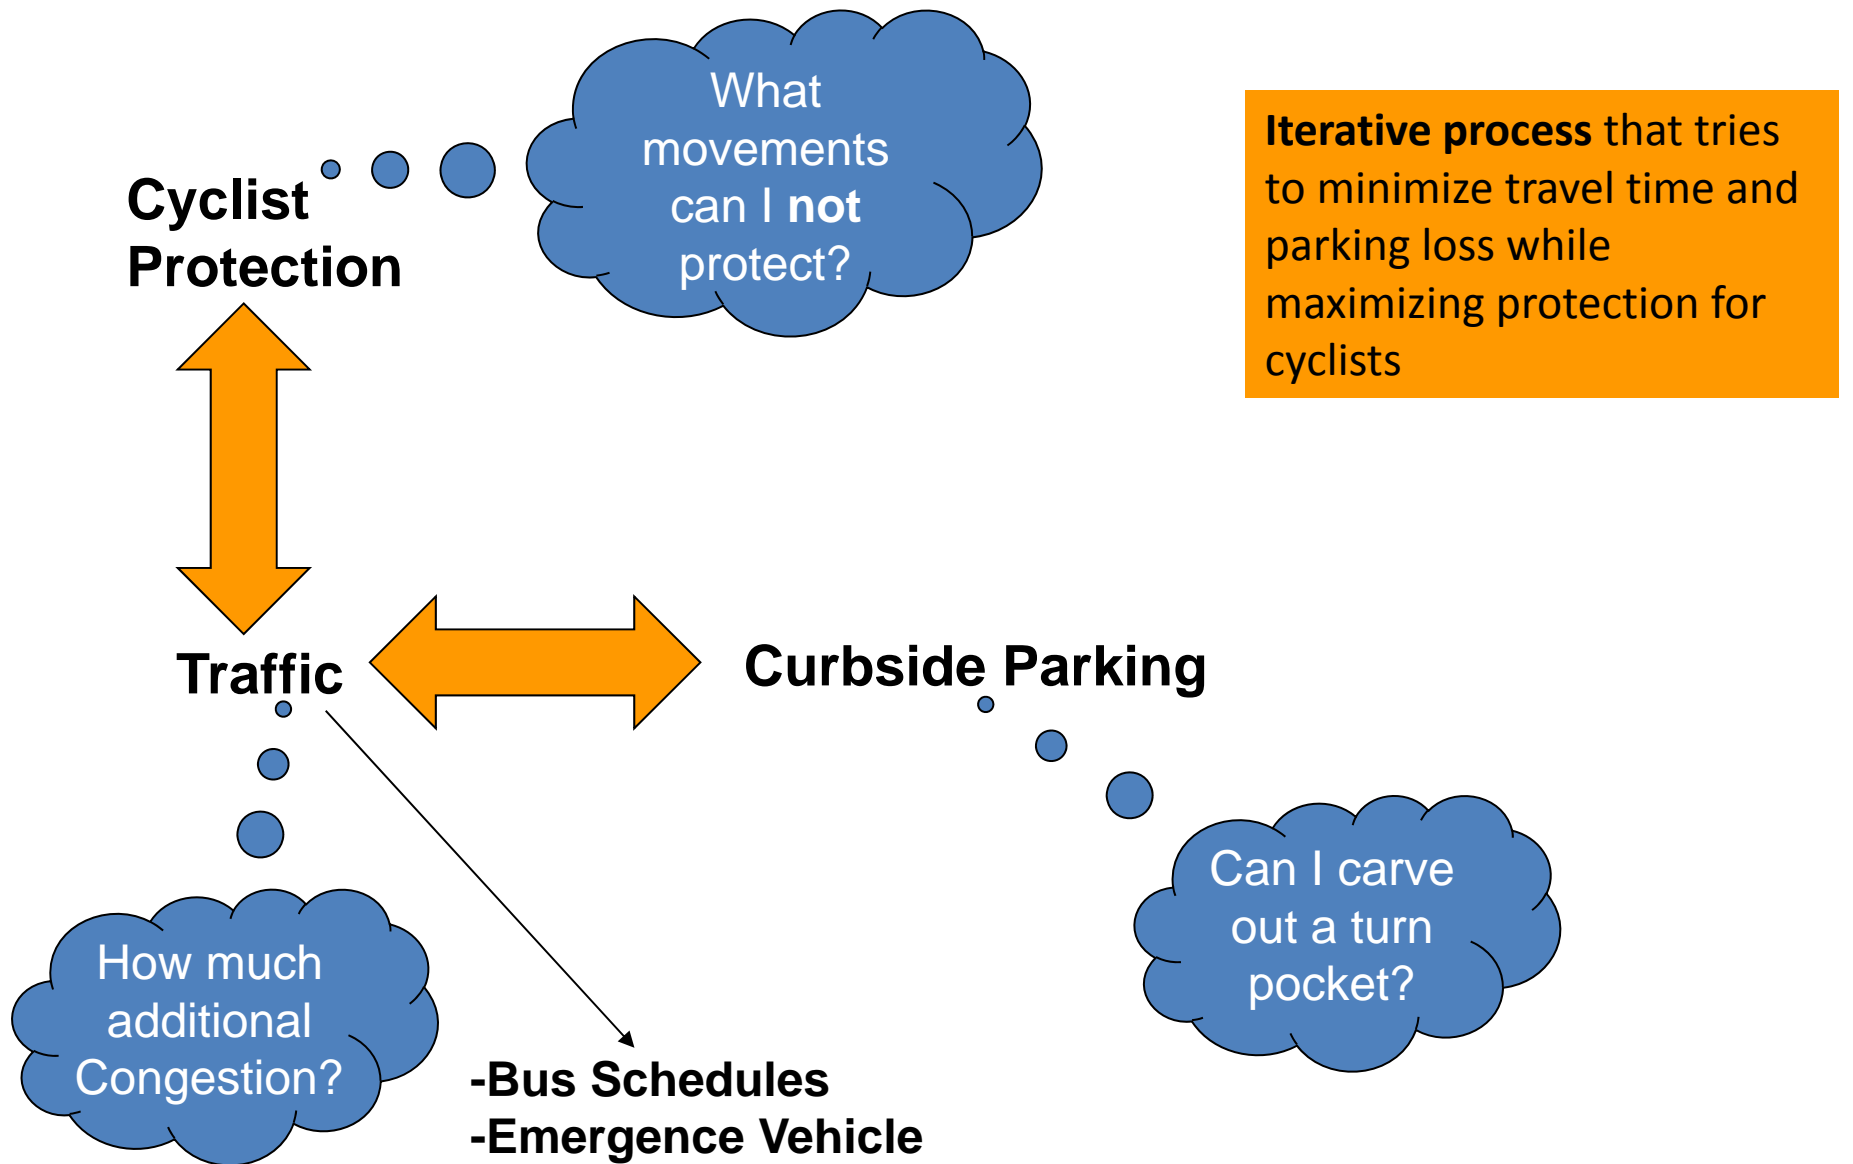 What
movements
can I not
protect?
Iterative process that tries
to minimize travel time and
parking loss while
maximizing protection for
cyclists
Cyclist
Protection
Traffic
Curbside Parking
Can I carve
out a turn
pocket?
How much
additional
Congestion?
-Bus Schedules
-Emergence Vehicle